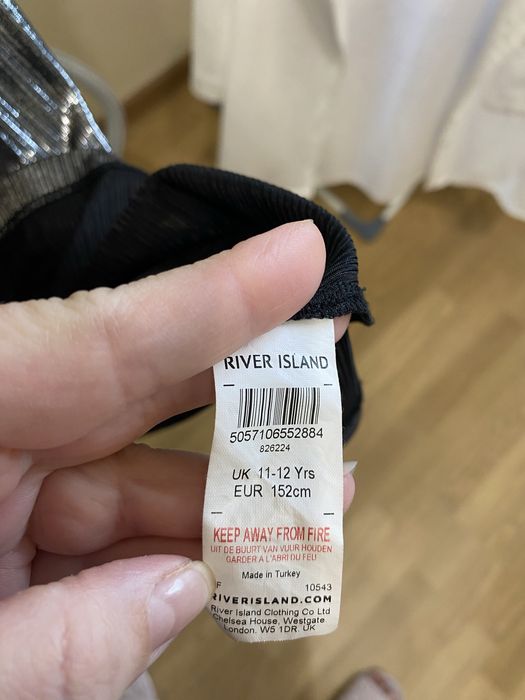 RIVER ISLAND
5057106552884
826224
UK 11-12 Yrs
EUR 152cm
KEEP AWAY FROM FIRE
UIT DE BUURT VAN VUUR HOUDEN
GARDER A L'ABRI DU FEU
Made in Turkey
F 10543
RIVERISLAND.COM
River Island Clothing Co Ltd
Chelsea House, Westgate
London. W5 1DR UK